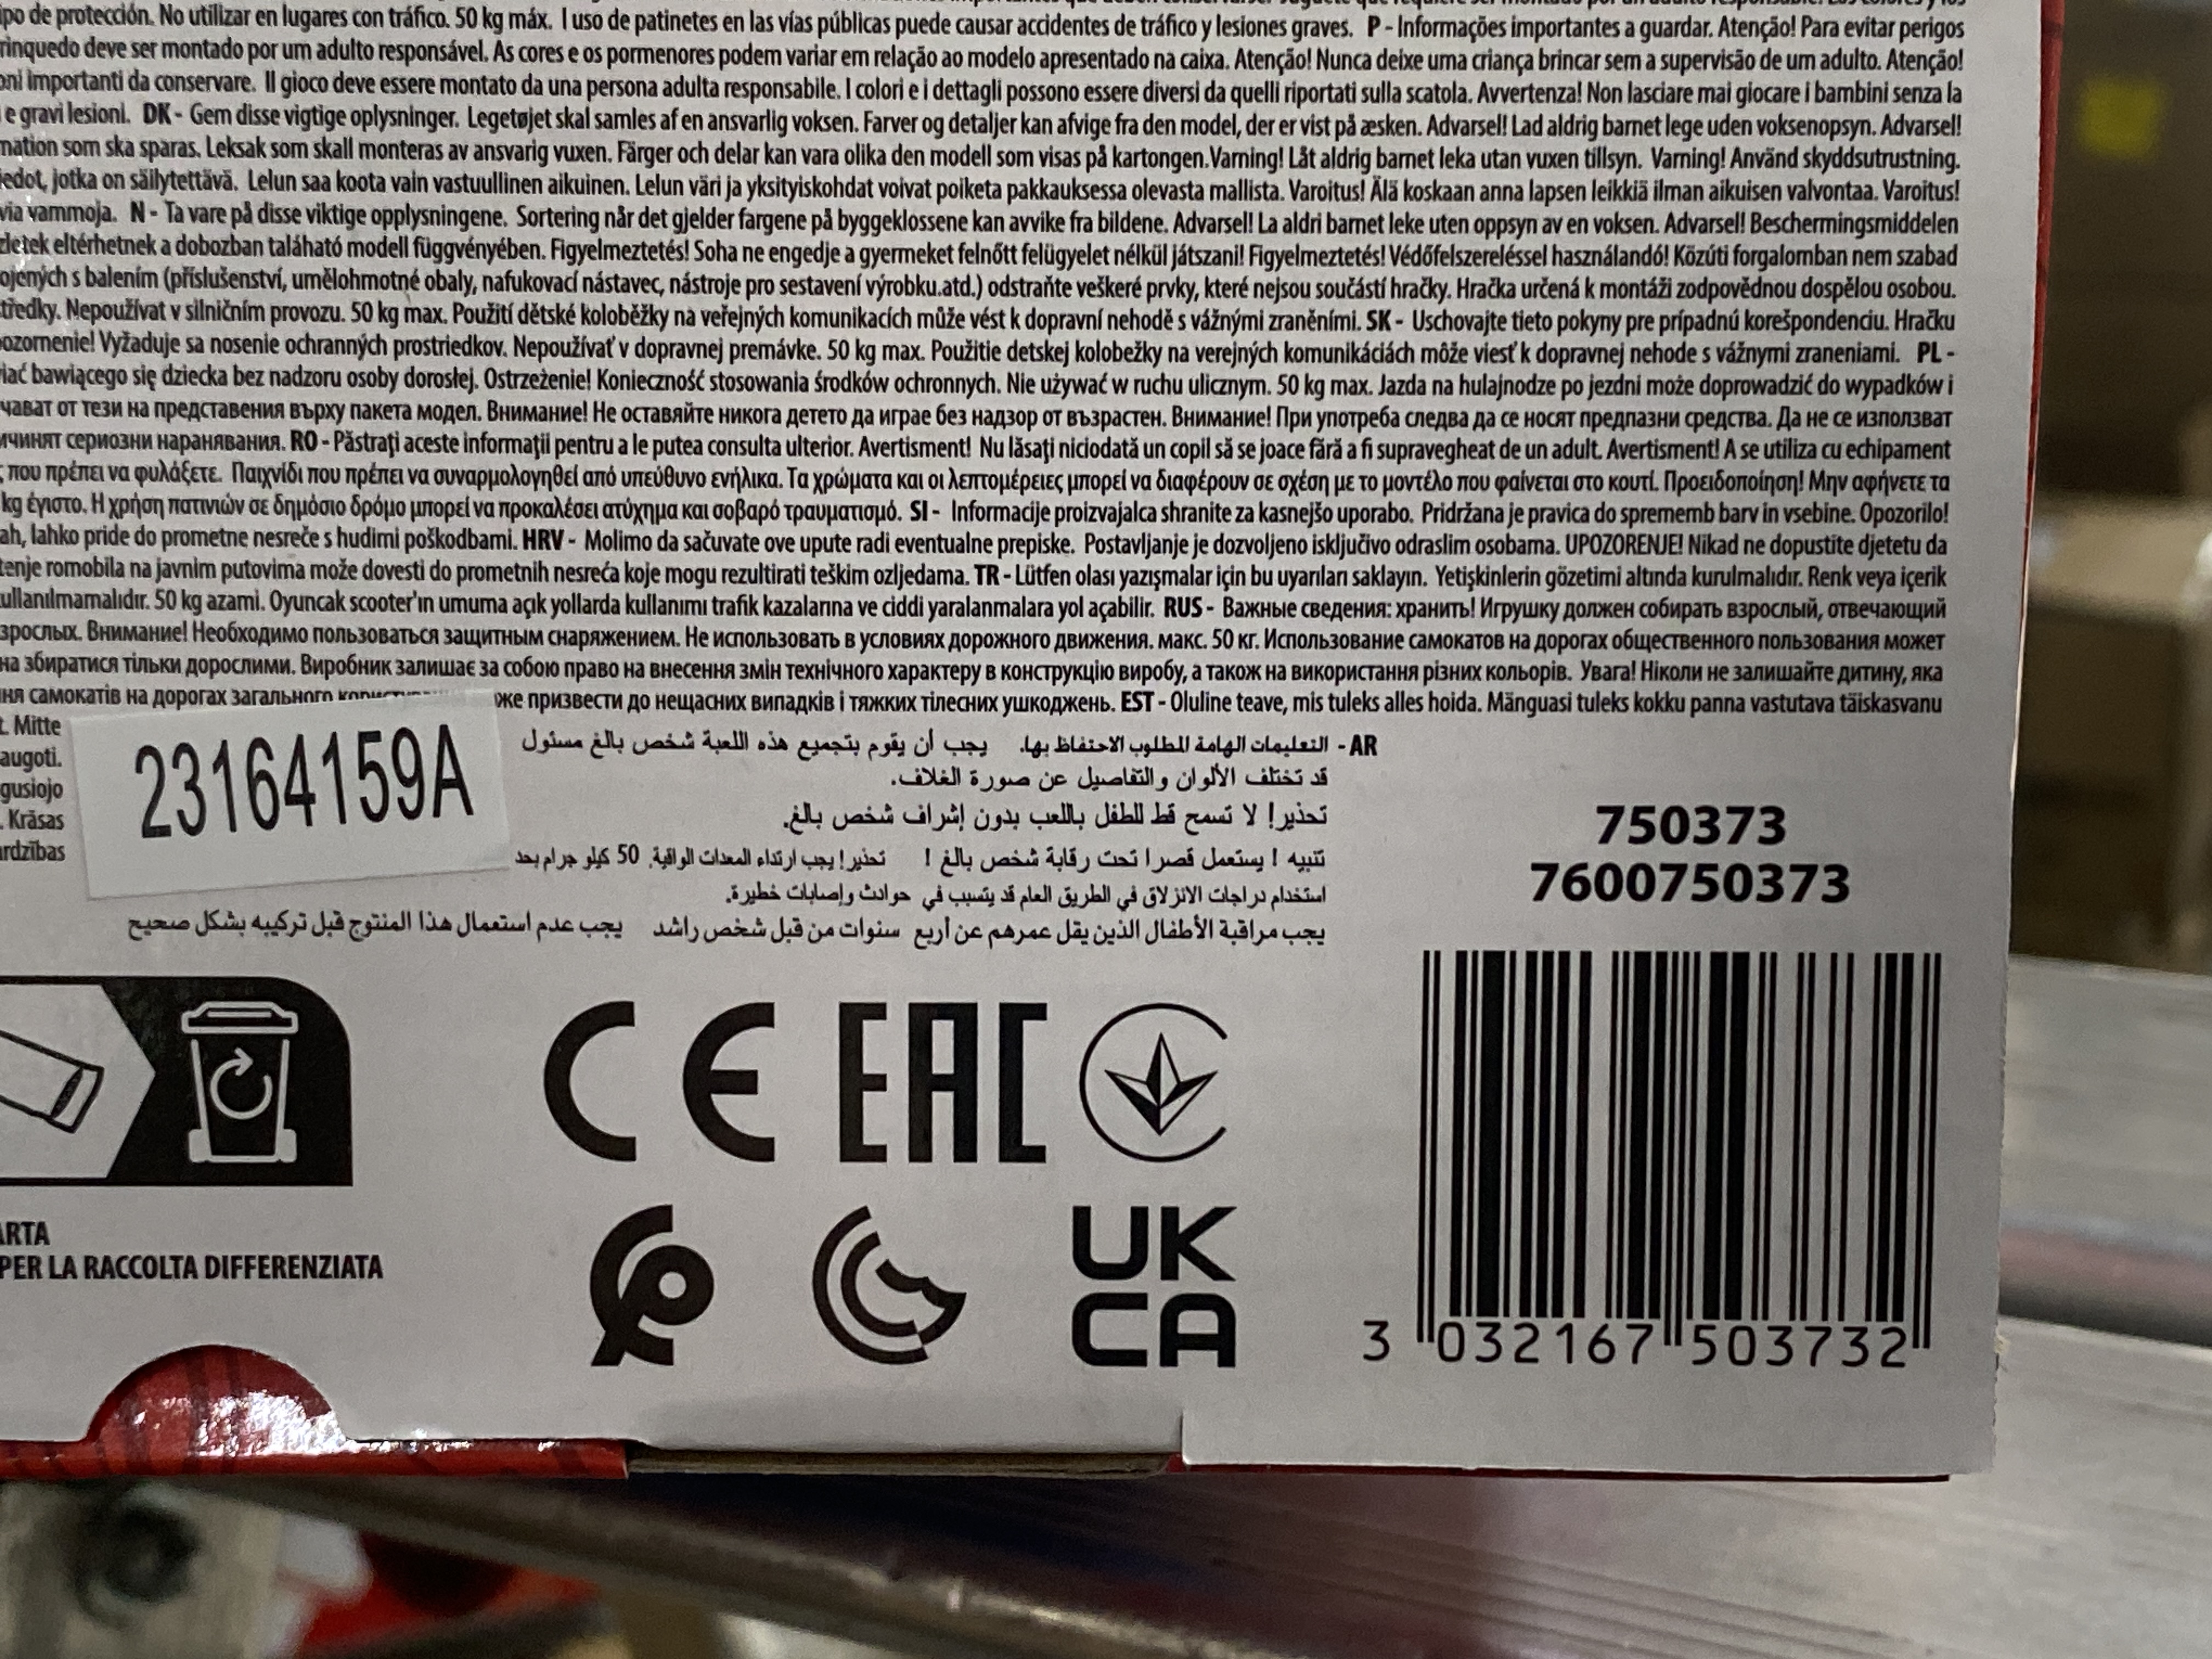 ipo de protección. No utilizar en lugares con tráfico. 50 kg máx. I uso de patinetes en las vías públicas puede causar accidentes de tráfico y lesiones graves. P - Informações importantes a guardar. Atenção! Para evitar perigos
rinquedo deve ser montado por um adulto responsável. As cores e os pormenores podem variar em relação ao modelo apresentado na caixa. Atenção! Nunca deixe uma criança brincar sem a supervisão de um adulto. Atenção!
oni importanti da conservare. Il gioco deve essere montato da una persona adulta responsabile. I colori e i dettagli possono essere diversi da quelli riportati sulla scatola. Avvertenza! Non lasciare mai giocare i bambini senza la
e gravi lesioni. DK - Gem disse vigtige oplysninger. Legetøjet skal samles af en ansvarlig voksen. Farver og detaljer kan afvige fra den model, der er vist på æsken. Advarsel! Lad aldrig barnet lege uden voksenopsyn. Advarsel!
mation som ska sparas. Leksak som skall monteras av ansvarig vuxen. Färger och delar kan vara olika den modell som visas på kartongen.Varning! Låt aldrig barnet leka utan vuxen tillsyn. Varning! Använd skyddsutrustning.
iedot, jotka on säilytettävä. Lelun saa koota vain vastuullinen aikuinen. Lelun väri ja yksityiskohdat voivat poiketa pakkauksessa olevasta mallista. Varoitus! Älä koskaan anna lapsen leikkiä ilman aikuisen valvontaa. Varoitus!
via vammoja. N - Ta vare på disse viktige opplysningene. Sortering når det gjelder fargene på byggeklossene kan avvike fra bildene. Advarsel! La aldri barnet leke uten oppsyn av en voksen. Advarsel! Beschermingsmiddelen
zletek eltérhetnek a dobozban taláható modell függvényében. Figyelmeztetés! Soha ne engedje a gyermeket felnőtt felügyelet nélkül játszani! Figyelmeztetés! Védőfelszereléssel használandó! Közúti forgalomban nem szabad
ojených s balením (příslušenství, umělohmotné obaly, nafukovací nástavec, nástroje pro sestavení výrobku.atd.) odstraňte veškeré prvky, které nejsou součástí hračky. Hračka určená k montáži zodpovědnou dospělou osobou.
tředky. Nepoužívat v silničním provozu. 50 kg max. Použití dětské koloběžky na veřejných komunikacích může vést k dopravní nehodě s vážnými zraněními. SK - Uschovajte tieto pokyny pre prípadnú korešpondenciu. Hračku
ozornenie! Vyžaduje sa nosenie ochranných prostriedkov. Nepoužívať v dopravnej premávke. 50 kg max. Použitie detskej kolobežky na verejných komunikáciách môže viesť k dopravnej nehode s vážnymi zraneniami. PL -
iać bawiącego się dziecka bez nadzoru osoby dorosłej. Ostrzeżenie! Konieczność stosowania środków ochronnych. Nie używać w ruchu ulicznym. 50 kg max. Jazda na hulajnodze po jezdni może doprowadzić do wypadków i
чават от тези на представения върху пакета модел. Внимание! Не оставяйте никога детето да играе без надзор от възрастен. Внимание! При употреба следва да се носят предпазни средства. Да не се използват
ичинят сериозни наранявания. RO - Păstrați aceste informații pentru a le putea consulta ulterior. Avertisment! Nu lăsați niciodată un copil să se joace fără a fi supravegheat de un adult. Avertisment! A se utiliza cu echipament
ς που πρέπει να φυλάξετε. Παιχνίδι που πρέπει να συναρμολογηθεί από υπεύθυνο ενήλικα. Τα χρώματα και οι λεπτομέρειες μπορεί να διαφέρουν σε σχέση με το μοντέλο που φαίνεται στο κουτί. Προειδοποίηση! Μην αφήνετε τα
kg έγιστο. Η χρήση πατινιών σε δημόσιο δρόμο μπορεί να προκαλέσει ατύχημα και σοβαρό τραυματισμό. SI - Informacije proizvajalca shranite za kasnejšo uporabo. Pridržana je pravica do sprememb barv in vsebine. Opozorilo!
ah, lahko pride do prometne nesreče s hudimi poškodbami. HRV - Molimo da sačuvate ove upute radi eventualne prepiske. Postavljanje je dozvoljeno isključivo odraslim osobama. UPOZORENJE! Nikad ne dopustite djetetu da
tenje romobila na javnim putovima može dovesti do prometnih nesreća koje mogu rezultirati teškim ozljedama. TR - Lütfen olası yazışmalar için bu uyarıları saklayın. Yetişkinlerin gözetimi altında kurulmalıdır. Renk veya içerik
ullanılmamalıdır. 50 kg azami. Oyuncak scooter'ın umuma açık yollarda kullanımı trafik kazalarına ve ciddi yaralanmalara yol açabilir. RUS - Важные сведения: хранить! Игрушку должен собирать взрослый, отвечающий
зрослых. Внимание! Необходимо пользоваться защитным снаряжением. Не использовать в условиях дорожного движения. макс. 50 кг. Использование самокатов на дорогах общественного пользования может
на збиратися тільки дорослими. Виробник залишає за собою право на внесення змін технічного характеру в конструкцію виробу, а також на використання різних кольорів. Увага! Ніколи не залишайте дитину, яка
ня самокатів на дорогах загального же призвести до нещасних випадків і тяжких тілесних ушкоджень. EST - Oluline teave, mis tuleks alles hoida. Mänguasi tuleks kokku panna vastutava täiskasvanu
t. Mitte
augoti.
gusiojo
. Krāsas
ardzības
23164159A
AR - التعليمات الهامة المطلوب الاحتفاظ بها. يجب أن يقوم بتجميع هذه اللعبة شخص بالغ مسئول
قد تختلف الألوان والتفاصيل عن صورة الغلاف.
تحذير! لا تسمح قط للطفل باللعب بدون إشراف شخص بالغ.
تنبيه ! يستعمل قصرا تحت رقابة شخص بالغ ! تحذير! يجب ارتداء المعدات الواقية. 50 كيلو جرام بحد
استخدام دراجات الانزلاق في الطريق العام قد يتسبب في حوادث وإصابات خطيرة.
يجب مراقبة الأطفال الذين يقل عمرهم عن أربع سنوات من قبل شخص راشد يجب عدم استعمال هذا المنتوج قبل تركيبه بشكل صحيح
750373
7600750373
CE EAC
UK
CA
ARTA
PER LA RACCOLTA DIFFERENZIATA
3 032167 503732